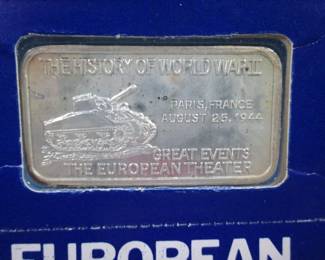 THE HISTORY OF WORLD WAR II
PARIS, FRANCE
AUGUST 25, 1944
GREAT EVENTS
THE EUROPEAN THEATER
EUROPEAN